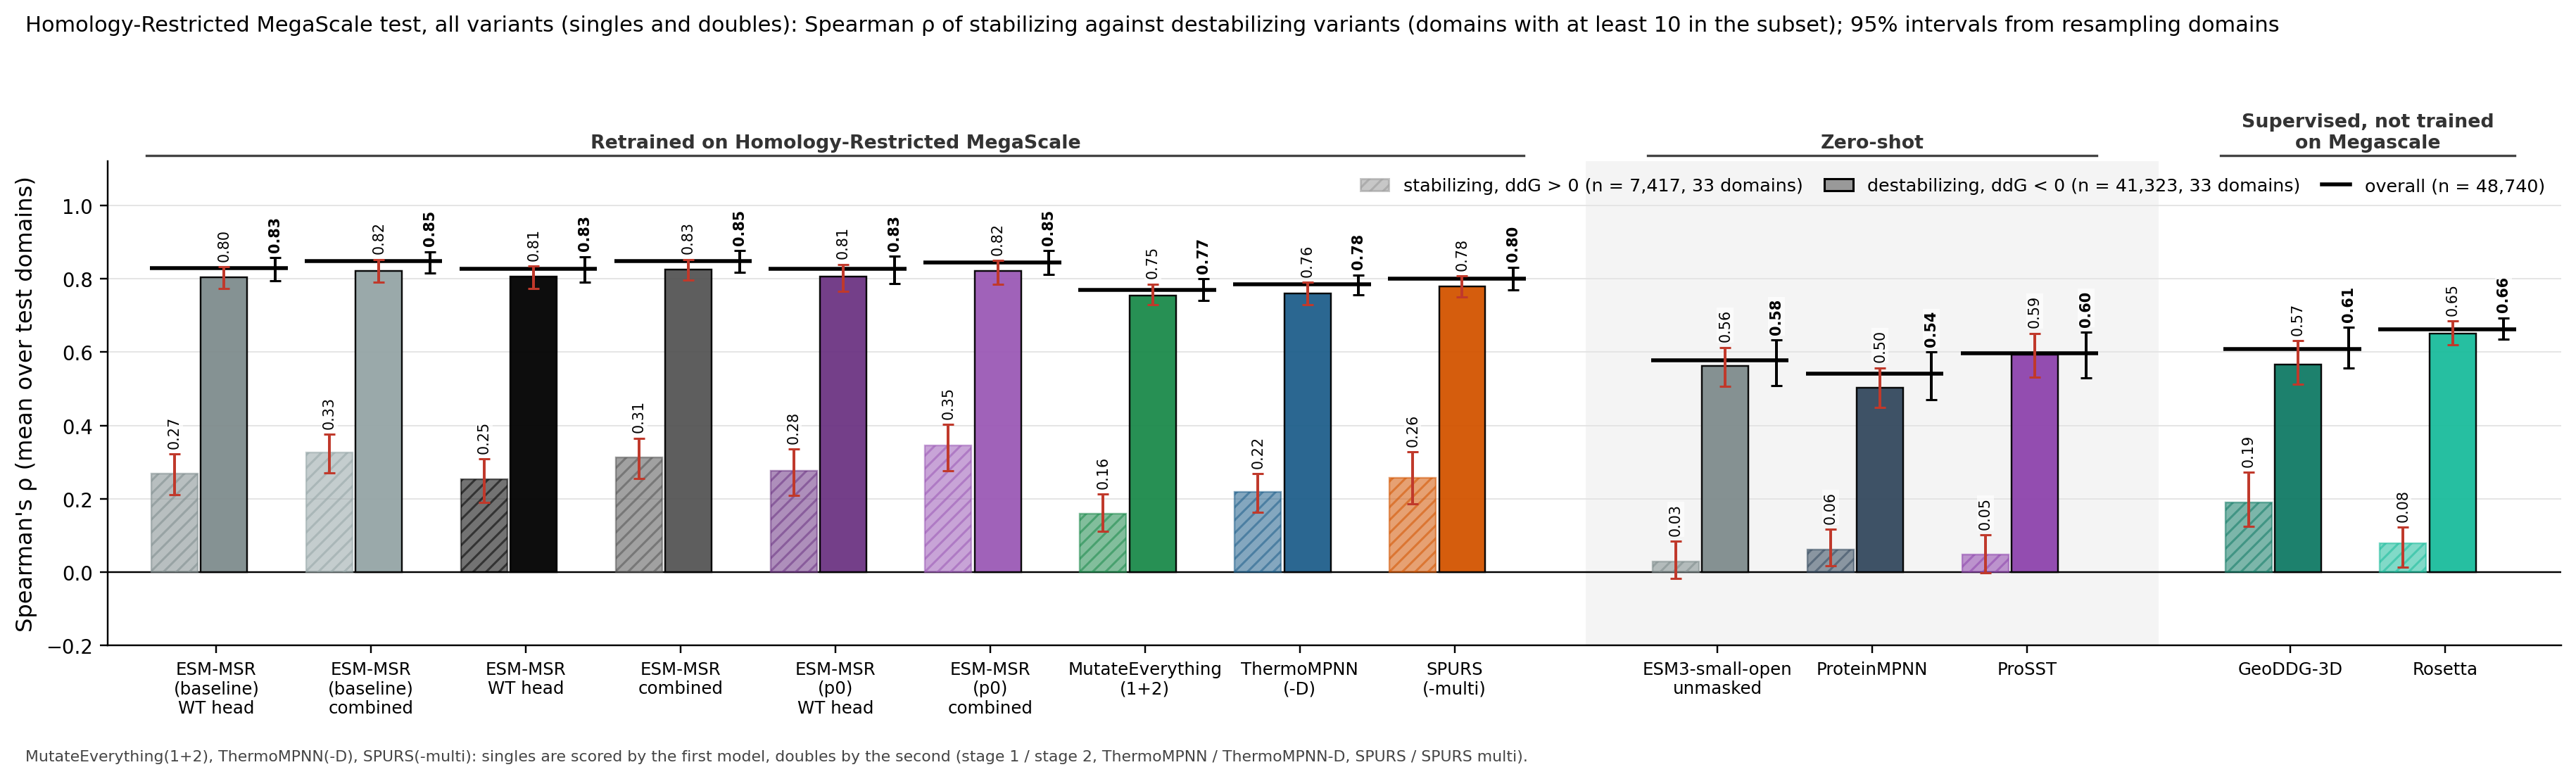 Homology-Restricted MegaScale test, all variants (singles and doubles): Spearman ρ of stabilizing against destabilizing variants (domains with at least 10 in the subset); 95% intervals from resampling domains
Retrained on Homology-Restricted MegaScale
Zero-shot
Supervised, not trained
on Megascale
stabilizing, ddG > 0 (n = 7,417, 33 domains)
destabilizing, ddG < 0 (n = 41,323, 33 domains)
overall (n = 48,740)
Spearman's ρ (mean over test domains)
1.0
0.8
0.6
0.4
0.2
0.0
−0.2
0.27
0.80
0.83
0.33
0.82
0.85
0.25
0.81
0.83
0.31
0.83
0.85
0.28
0.81
0.83
0.35
0.82
0.85
0.16
0.75
0.77
0.22
0.76
0.78
0.26
0.78
0.80
0.03
0.56
0.58
0.06
0.50
0.54
0.05
0.59
0.60
0.19
0.57
0.61
0.08
0.65
0.66
ESM-MSR
(baseline)
WT head
ESM-MSR
(baseline)
combined
ESM-MSR
WT head
ESM-MSR
combined
ESM-MSR
(p0)
WT head
ESM-MSR
(p0)
combined
MutateEverything
(1+2)
ThermoMPNN
(-D)
SPURS
(-multi)
ESM3-small-open
unmasked
ProteinMPNN
ProSST
GeoDDG-3D
Rosetta
MutateEverything(1+2), ThermoMPNN(-D), SPURS(-multi): singles are scored by the first model, doubles by the second (stage 1 / stage 2, ThermoMPNN / ThermoMPNN-D, SPURS / SPURS multi).